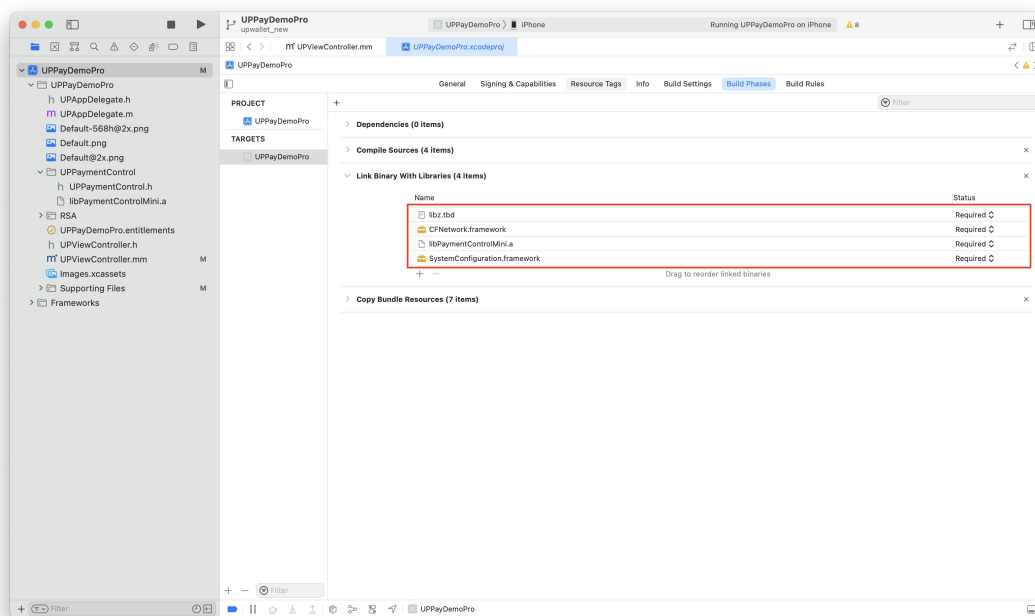 UPPayDemoPro
upwallet_new
UPPayDemoPro
iPhone
Running UPPayDemoPro on iPhone
8
UPViewController.mm
UPPayDemoPro.xcodeproj
UPPayDemoPro M
UPPayDemoPro
h UPAppDelegate.h
m UPAppDelegate.m
Default-568h@2x.png
Default.png
Default@2x.png
UPPaymentControl
h UPPaymentControl.h
libPaymentControlMini.a
RSA
UPPayDemoPro.entitlements
h UPViewController.h
m UPViewController.mm M
Images.xcassets
Supporting Files M
Frameworks
Filter
UPPayDemoPro
General Signing & Capabilities Resource Tags Info Build Settings Build Phases Build Rules
PROJECT
UPPayDemoPro
TARGETS
UPPayDemoPro
Filter
Filter
Dependencies (0 items)
Compile Sources (4 items)
Link Binary With Libraries (4 items)
Name Status
libz.tbd Required
CFNetwork.framework Required
libPaymentControlMini.a Required
SystemConfiguration.framework Required
Drag to reorder linked binaries
Copy Bundle Resources (7 items)
UPPayDemoPro